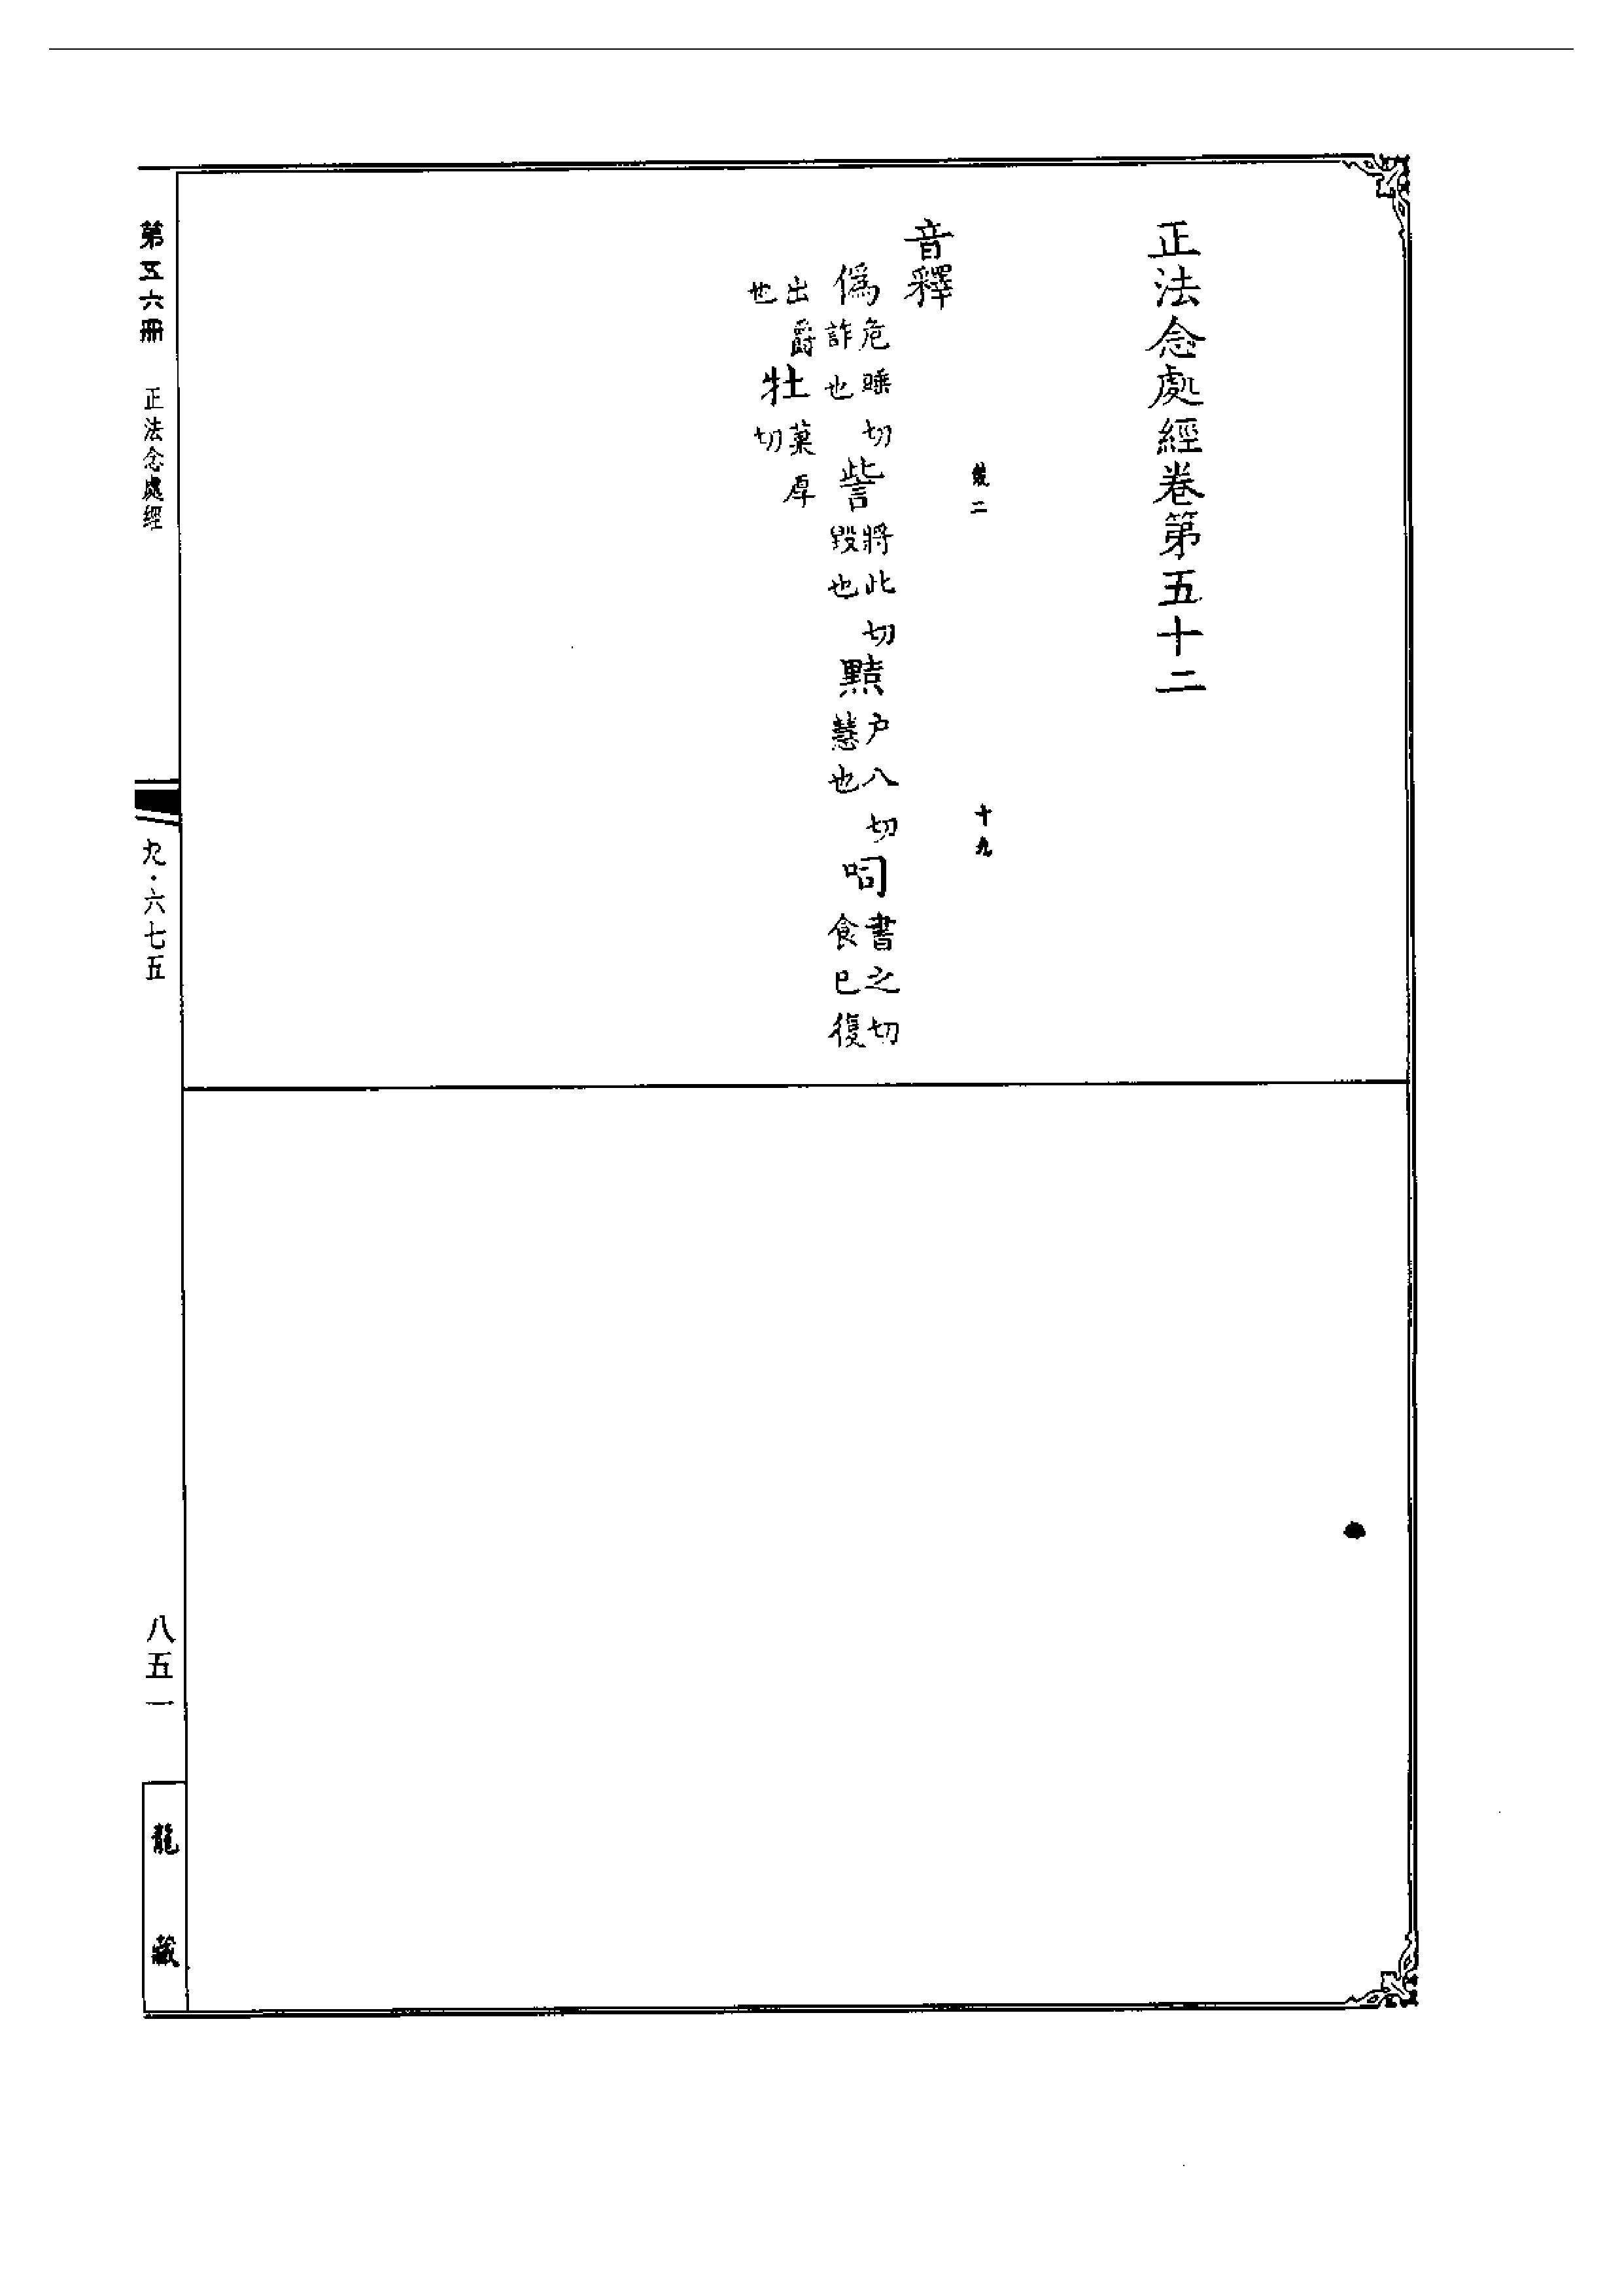 正法念處經卷第五十二
競二 十九
音釋
僞 危睡切詐也 訾 將此切毀也 黠 户八切慧也 呞 書之切食已復
出爵也 牡 莫厚切
第五六冊 正法念處經 九·六七五 八五一 龍藏